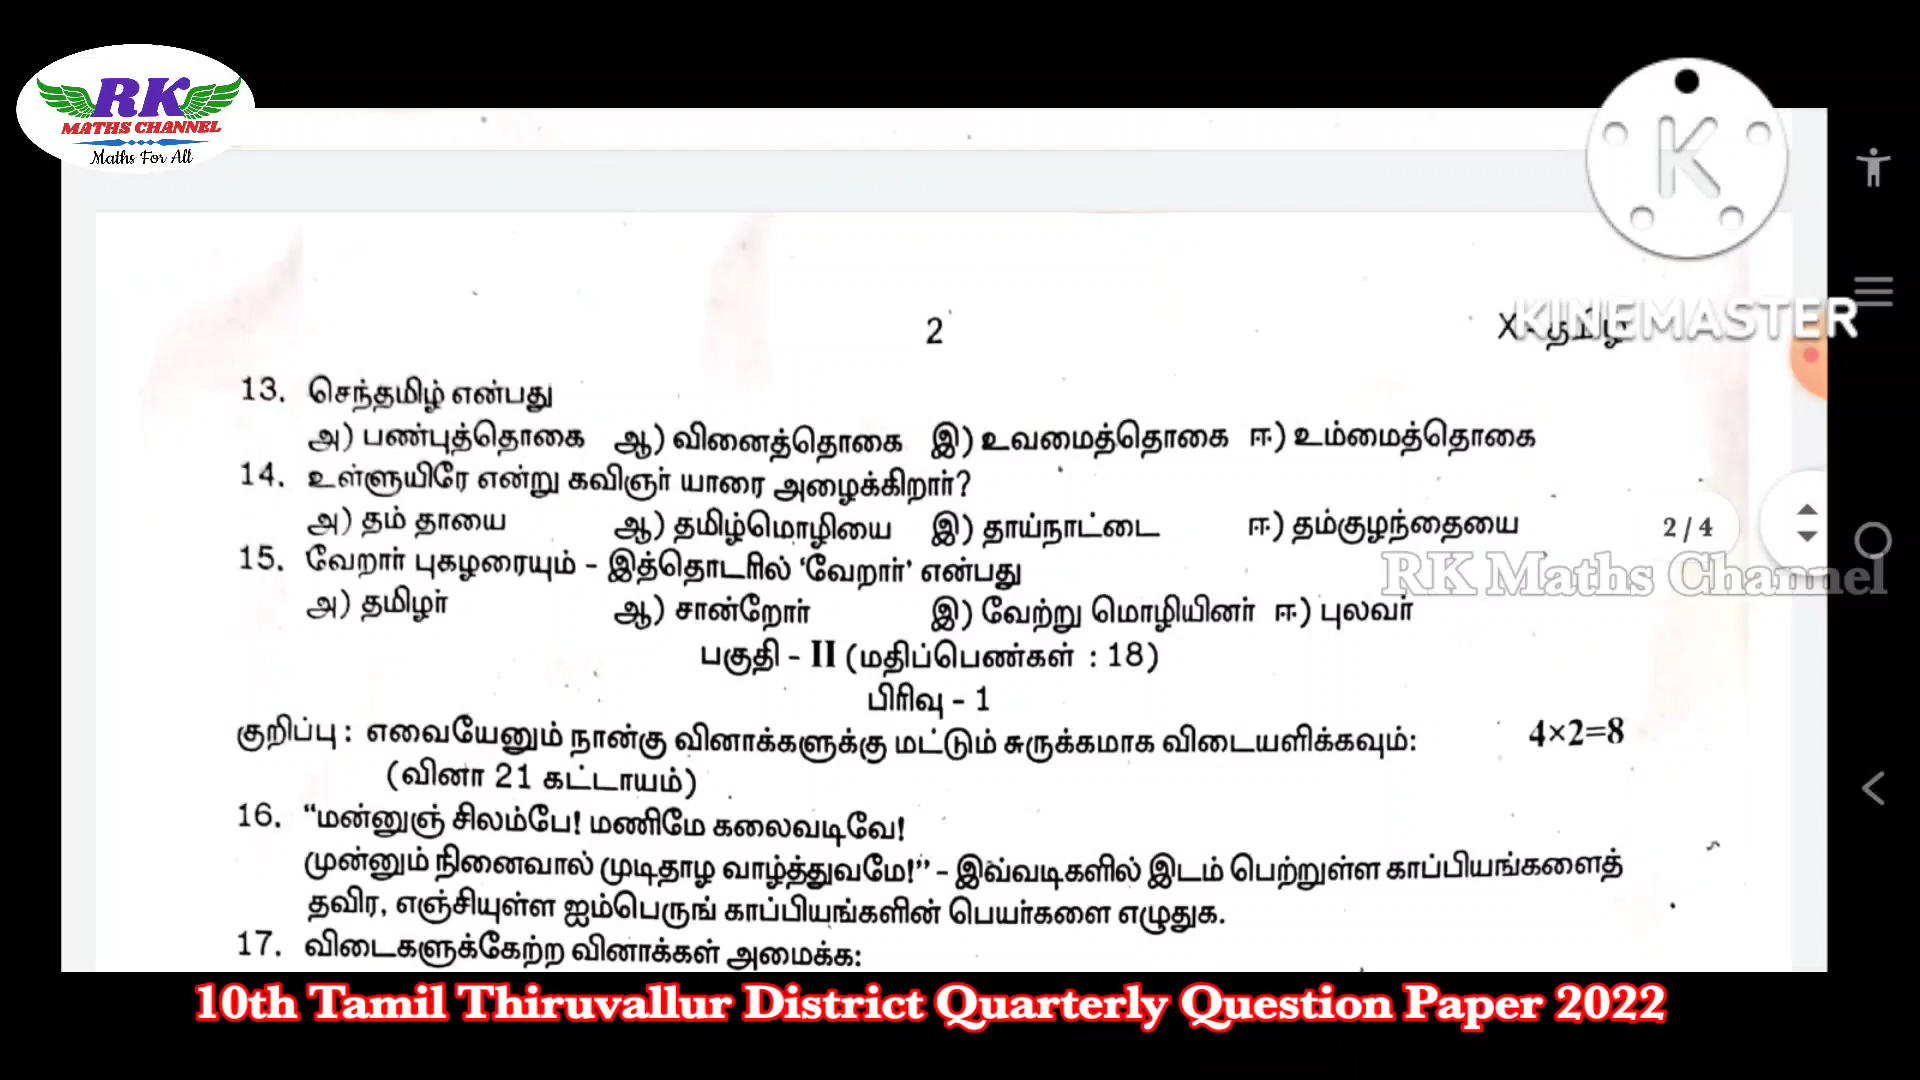 RK
MATHS CHANNEL
Maths For All
K
KINEMASTER
2
X - தமிழ்
13. செந்தமிழ் என்பது
அ) பண்புத்தொகை ஆ) வினைத்தொகை இ) உவமைத்தொகை ஈ) உம்மைத்தொகை
14. உள்ளுயிரே என்று கவிஞர் யாரை அழைக்கிறார்?
அ) தம் தாயை ஆ) தமிழ்மொழியை இ) தாய்நாட்டை ஈ) தம்குழந்தையை
2 / 4
15. வேறார் புகழரையும் - இத்தொடரில் 'வேறார்' என்பது
RK Maths Channel
அ) தமிழர் ஆ) சான்றோர் இ) வேற்று மொழியினர் ஈ) புலவர்
பகுதி - II (மதிப்பெண்கள் : 18)
பிரிவு - 1
குறிப்பு : எவையேனும் நான்கு வினாக்களுக்கு மட்டும் சுருக்கமாக விடையளிக்கவும்: 4×2=8
(வினா 21 கட்டாயம்)
16. "மன்னுஞ் சிலம்பே! மணிமே கலைவடிவே!
முன்னும் நினைவால் முடிதாழ வாழ்த்துவமே!" - இவ்வடிகளில் இடம் பெற்றுள்ள காப்பியங்களைத்
தவிர, எஞ்சியுள்ள ஐம்பெருங் காப்பியங்களின் பெயர்களை எழுதுக.
17. விடைகளுக்கேற்ற வினாக்கள் அமைக்க:
10th Tamil Thiruvallur District Quarterly Question Paper 2022